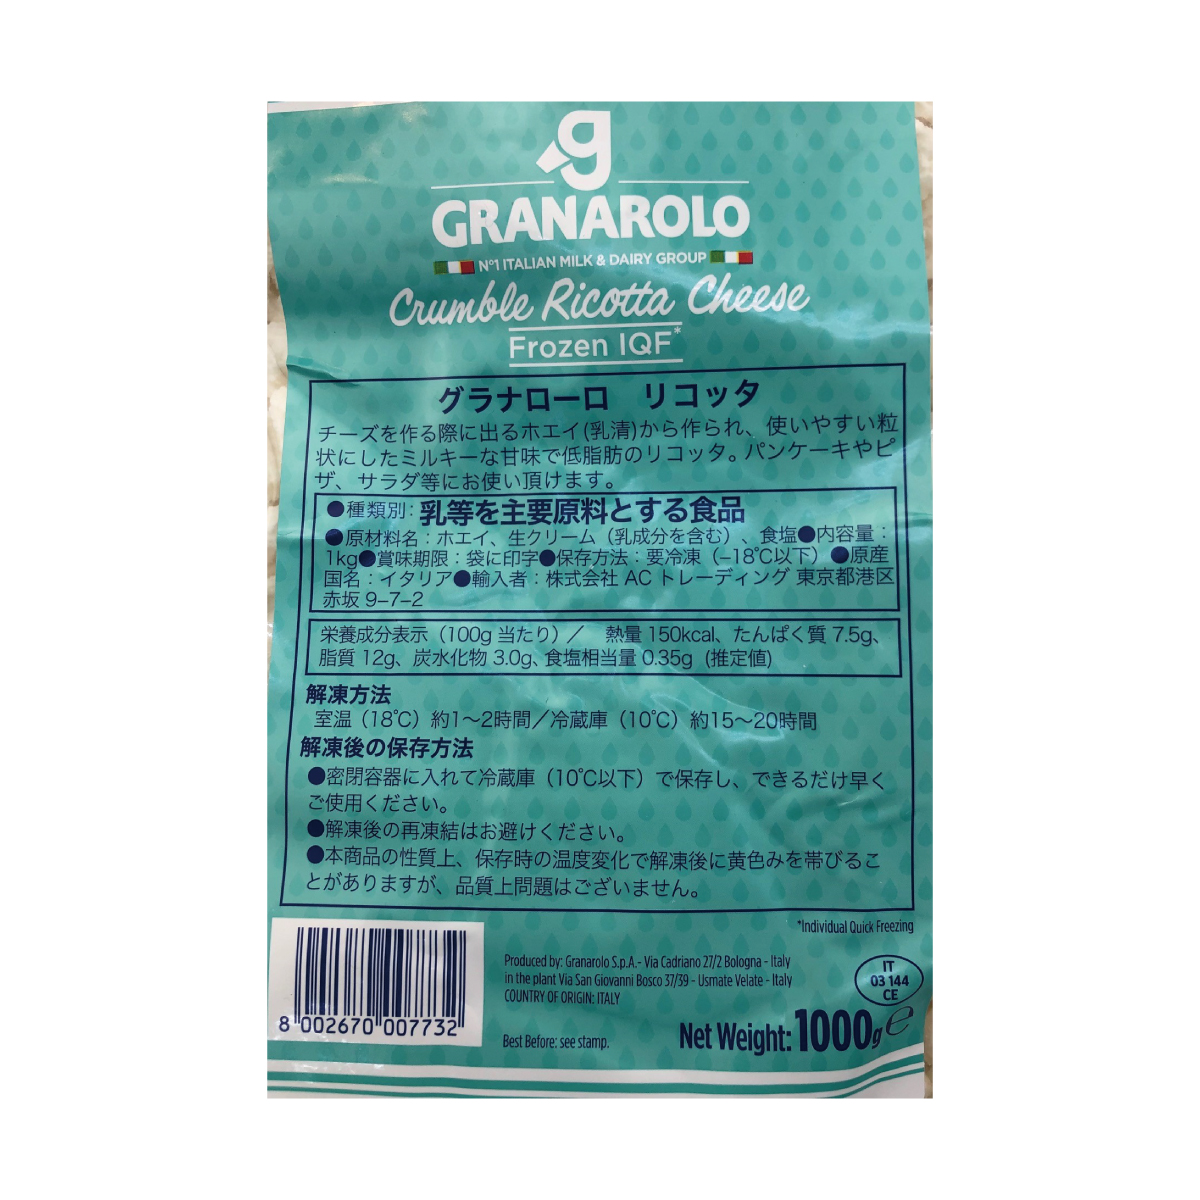 g
GRANAROLO
N°1 ITALIAN MILK & DAIRY GROUP
Crumble Ricotta Cheese
Frozen IQF*
グラナローロ　リコッタ
チーズを作る際に出るホエイ(乳清)から作られ、使いやすい粒
状にしたミルキーな甘味で低脂肪のリコッタ。パンケーキやピ
ザ、サラダ等にお使い頂けます。
●種類別：乳等を主要原料とする食品
●原材料名：ホエイ、生クリーム（乳成分を含む）、食塩●内容量：
1kg●賞味期限：袋に印字●保存方法：要冷凍（−18℃以下）●原産
国名：イタリア●輸入者：株式会社 AC トレーディング 東京都港区
赤坂 9−7−2
栄養成分表示（100g 当たり）／　熱量 150kcal、たんぱく質 7.5g、
脂質 12g、炭水化物 3.0g、食塩相当量 0.35g (推定値)
解凍方法
室温（18℃）約1〜2時間／冷蔵庫（10℃）約15〜20時間
解凍後の保存方法
●密閉容器に入れて冷蔵庫（10℃以下）で保存し、できるだけ早く
ご使用ください。
●解凍後の再凍結はお避けください。
●本商品の性質上、保存時の温度変化で解凍後に黄色みを帯びるこ
とがありますが、品質上問題はございません。
*Individual Quick Freezing
Produced by: Granarolo S.p.A.- Via Cadriano 27/2 Bologna - Italy
in the plant Via San Giovanni Bosco 37/39 - Usmate Velate - Italy
COUNTRY OF ORIGIN: ITALY
IT
03 144
CE
8 002670 007732
Best Before: see stamp.
Net Weight: 1000g e